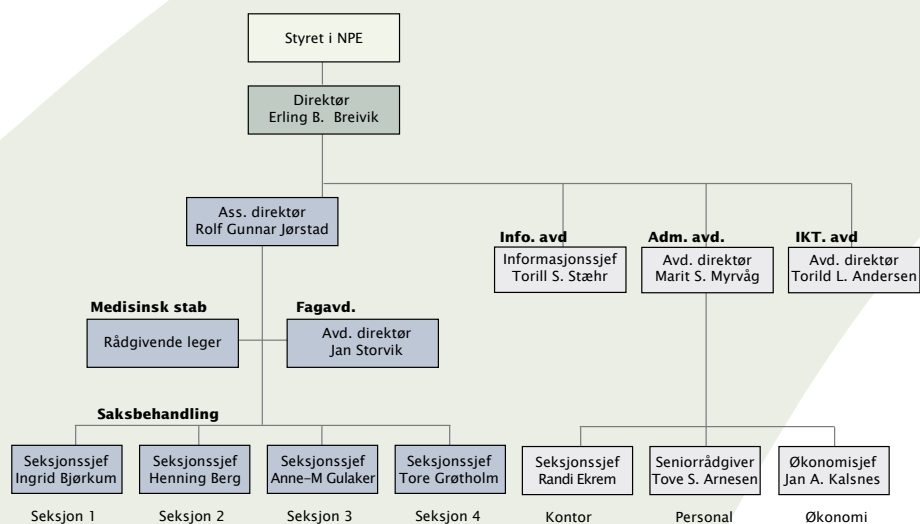 Styret i NPE
Direktør
Erling B. Breivik
Ass. direktør
Rolf Gunnar Jørstad
Info. avd
Informasjonssjef
Torill S. Stæhr
Adm. avd.
Avd. direktør
Marit S. Myrvåg
IKT. avd
Avd. direktør
Torild L. Andersen
Medisinsk stab
Rådgivende leger
Fagavd.
Avd. direktør
Jan Storvik
Saksbehandling
Seksjonssjef
Ingrid Bjørkum
Seksjon 1
Seksjonssjef
Henning Berg
Seksjon 2
Seksjonssjef
Anne-M Gulaker
Seksjon 3
Seksjonssjef
Tore Grøtholm
Seksjon 4
Seksjonssjef
Randi Ekrem
Kontor
Seniorrådgiver
Tove S. Arnesen
Personal
Økonomisjef
Jan A. Kalsnes
Økonomi